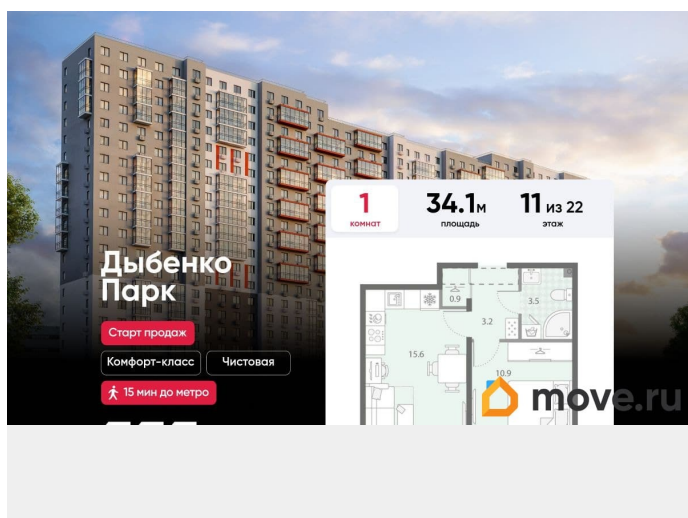 1
комнат
34.1м
площадь
11 из 22
этаж
Дыбенко
Парк
Старт продаж
Комфорт-класс
Чистовая
15 мин до метро
0.9
3.5
3.2
15.6
10.9
move.ru